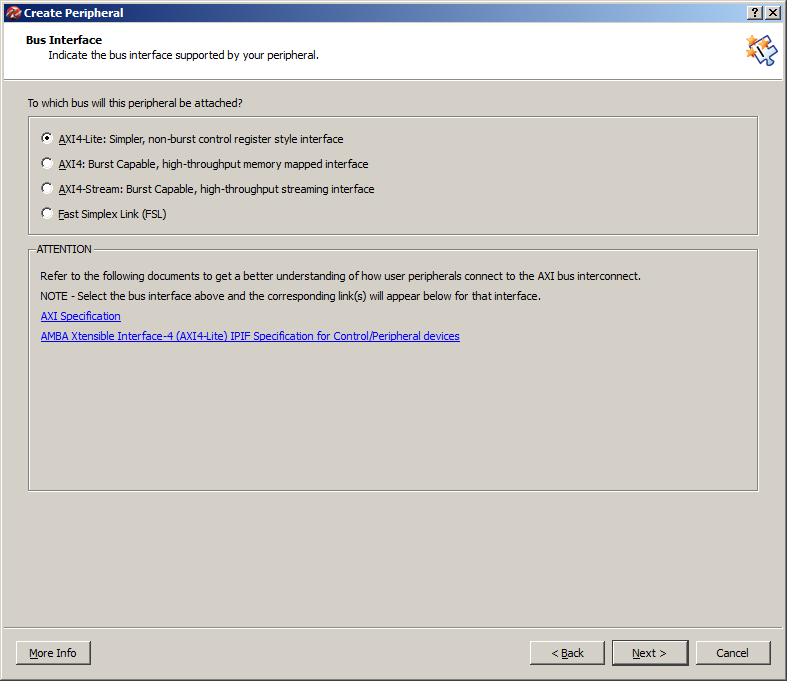 Create Peripheral
Bus Interface
Indicate the bus interface supported by your peripheral.
To which bus will this peripheral be attached?
AXI4-Lite: Simpler, non-burst control register style interface
AXI4: Burst Capable, high-throughput memory mapped interface
AXI4-Stream: Burst Capable, high-throughput streaming interface
Fast Simplex Link (FSL)
ATTENTION
Refer to the following documents to get a better understanding of how user peripherals connect to the AXI bus interconnect.
NOTE - Select the bus interface above and the corresponding link(s) will appear below for that interface.
AXI Specification
AMBA Xtensible Interface-4 (AXI4-Lite) IPIF Specification for Control/Peripheral devices
More Info
< Back
Next >
Cancel